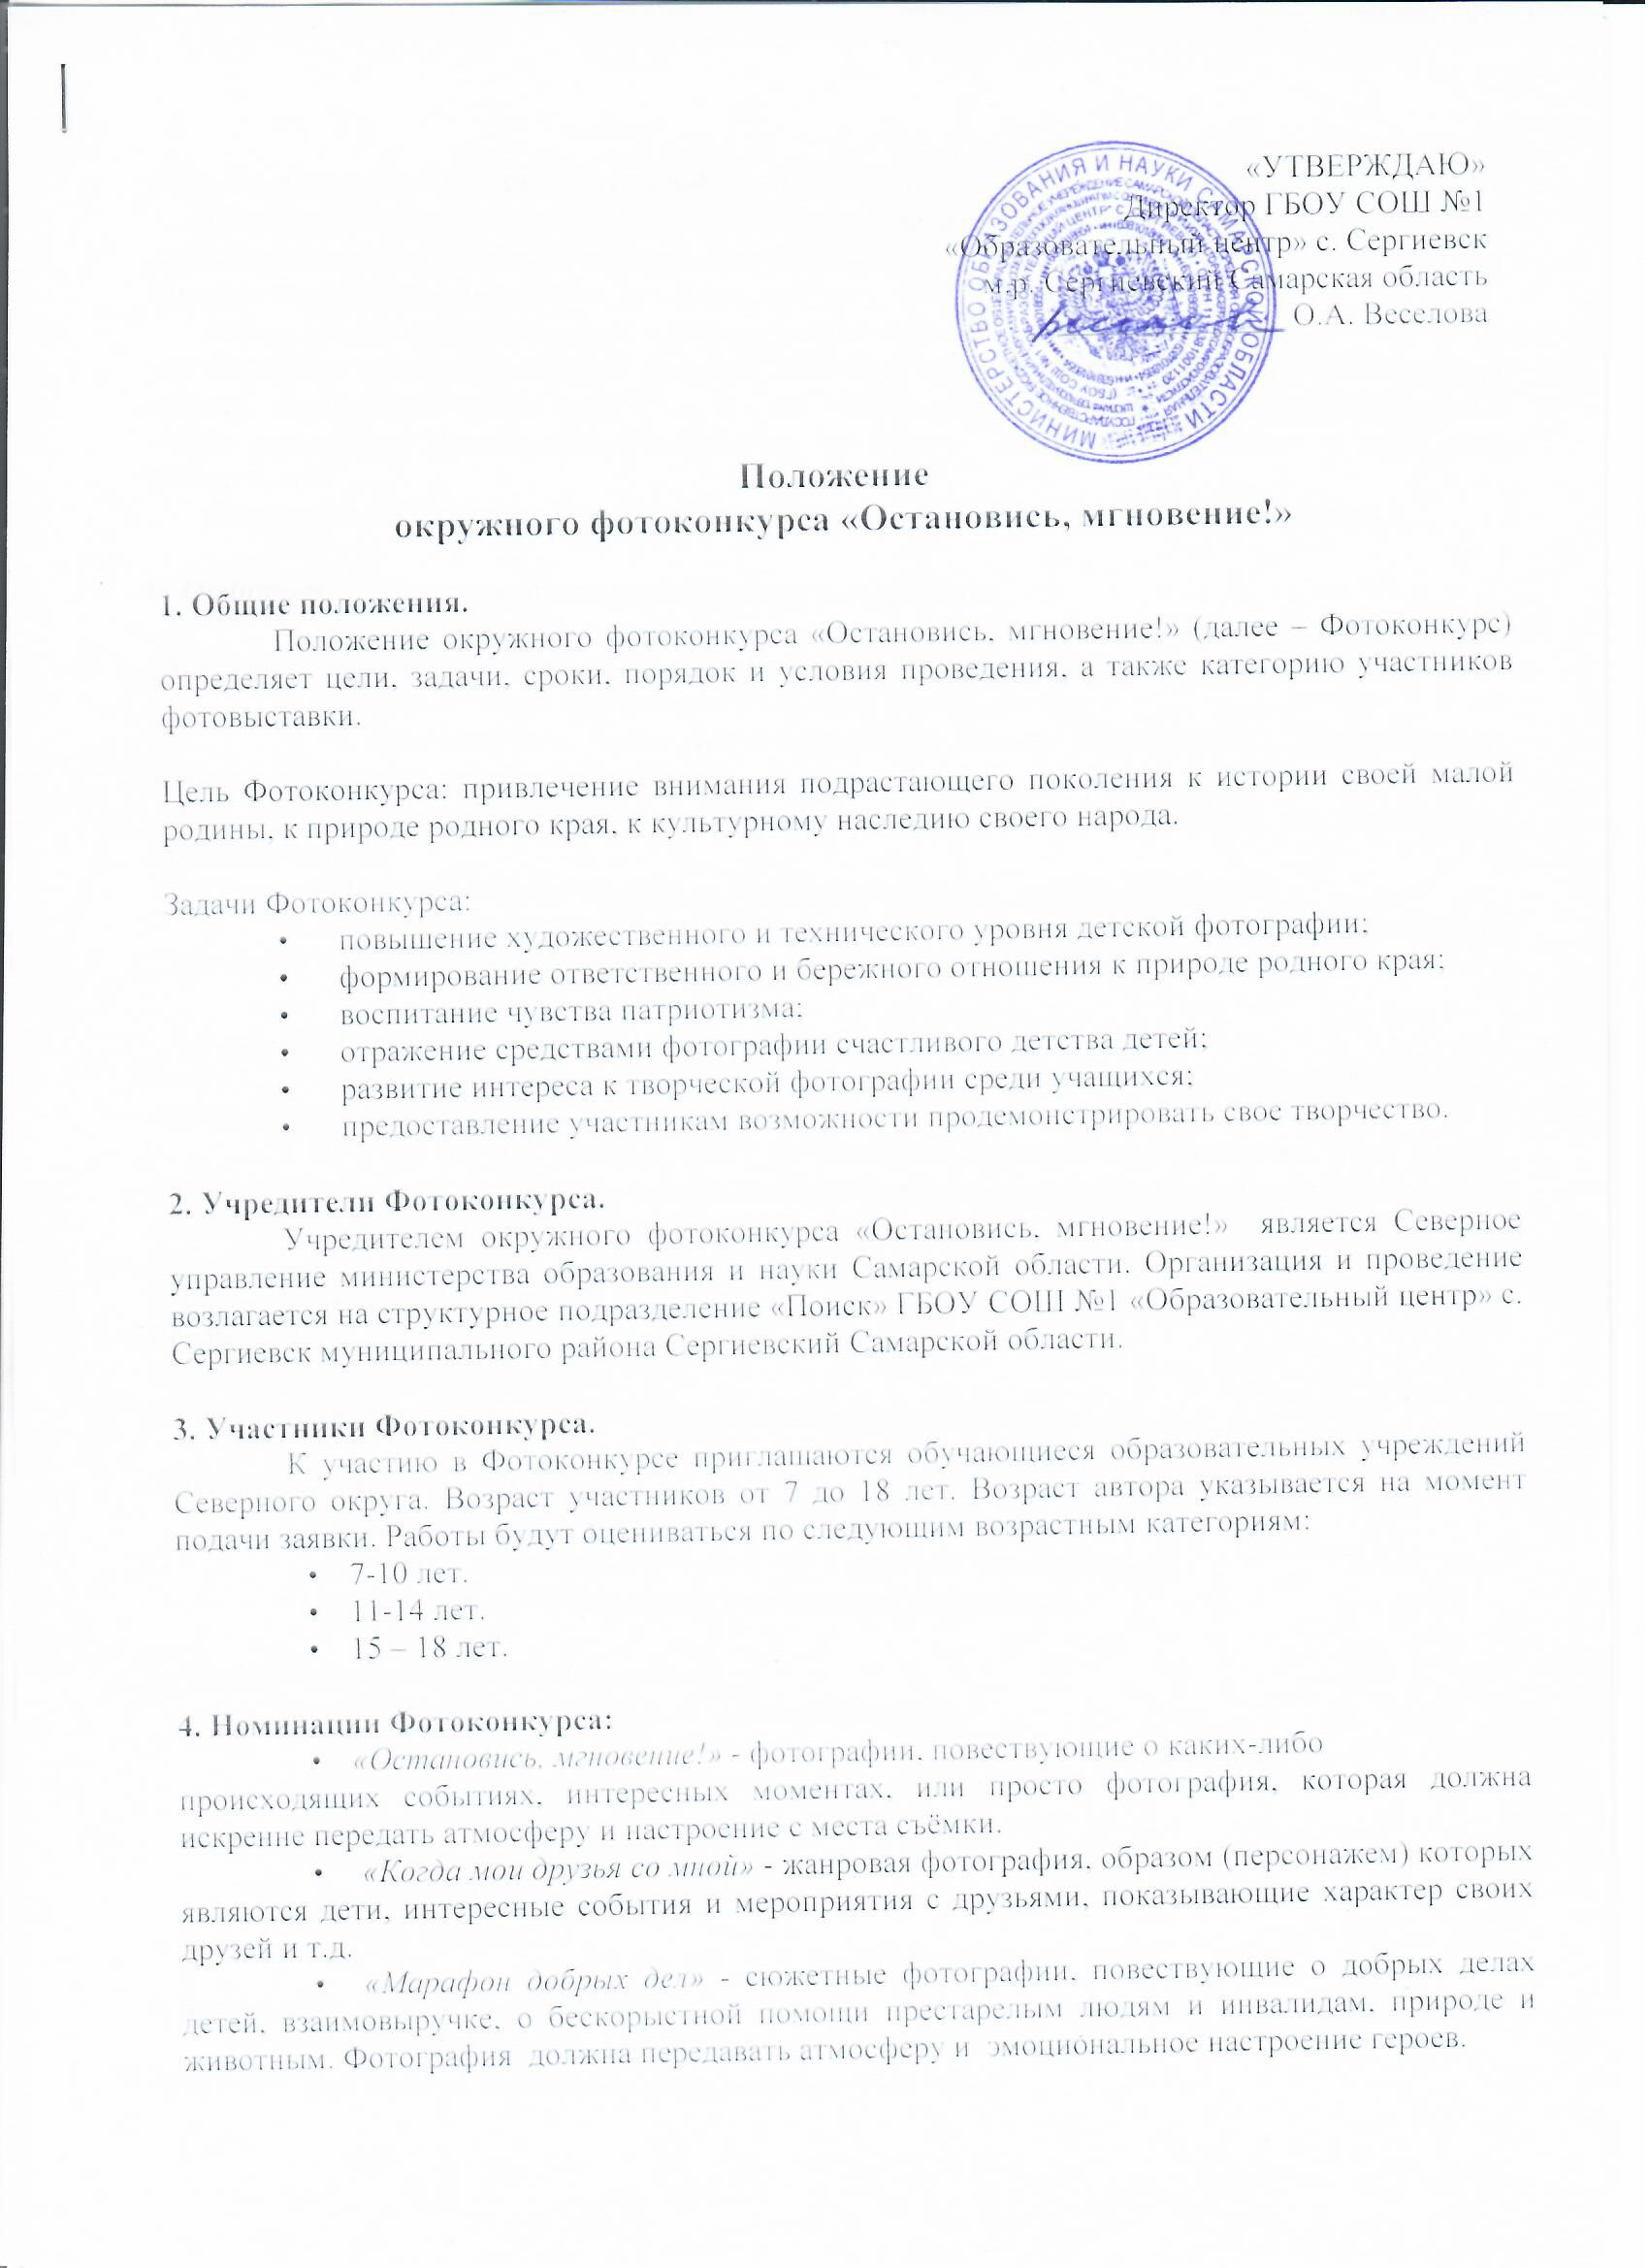 «УТВЕРЖДАЮ»
Директор ГБОУ СОШ №1
«Образовательный центр» с. Сергиевск
м.р. Сергиевский Самарская область
О.А. Веселова
МИНИСТЕРСТВО ОБРАЗОВАНИЯ И НАУКИ САМАРСКОЙ ОБЛАСТИ
Положение
окружного фотоконкурса «Остановись, мгновение!»
1. Общие положения.
Положение окружного фотоконкурса «Остановись, мгновение!» (далее – Фотоконкурс)
определяет цели, задачи, сроки, порядок и условия проведения, а также категорию участников
фотовыставки.
Цель Фотоконкурса: привлечение внимания подрастающего поколения к истории своей малой
родины, к природе родного края, к культурному наследию своего народа.
Задачи Фотоконкурса:
• повышение художественного и технического уровня детской фотографии;
• формирование ответственного и бережного отношения к природе родного края;
• воспитание чувства патриотизма;
• отражение средствами фотографии счастливого детства детей;
• развитие интереса к творческой фотографии среди учащихся;
• предоставление участникам возможности продемонстрировать свое творчество.
2. Учредители Фотоконкурса.
Учредителем окружного фотоконкурса «Остановись, мгновение!» является Северное
управление министерства образования и науки Самарской области. Организация и проведение
возлагается на структурное подразделение «Поиск» ГБОУ СОШ №1 «Образовательный центр» с.
Сергиевск муниципального района Сергиевский Самарской области.
3. Участники Фотоконкурса.
К участию в Фотоконкурсе приглашаются обучающиеся образовательных учреждений
Северного округа. Возраст участников от 7 до 18 лет. Возраст автора указывается на момент
подачи заявки. Работы будут оцениваться по следующим возрастным категориям:
• 7-10 лет.
• 11-14 лет.
• 15 – 18 лет.
4. Номинации Фотоконкурса:
• «Остановись, мгновение!» - фотографии, повествующие о каких-либо
происходящих событиях, интересных моментах, или просто фотография, которая должна
искренне передать атмосферу и настроение с места съёмки.
• «Когда мои друзья со мной» - жанровая фотография, образом (персонажем) которых
являются дети, интересные события и мероприятия с друзьями, показывающие характер своих
друзей и т.д.
• «Марафон добрых дел» - сюжетные фотографии, повествующие о добрых делах
детей, взаимовыручке, о бескорыстной помощи престарелым людям и инвалидам, природе и
животным. Фотография должна передавать атмосферу и эмоциональное настроение героев.